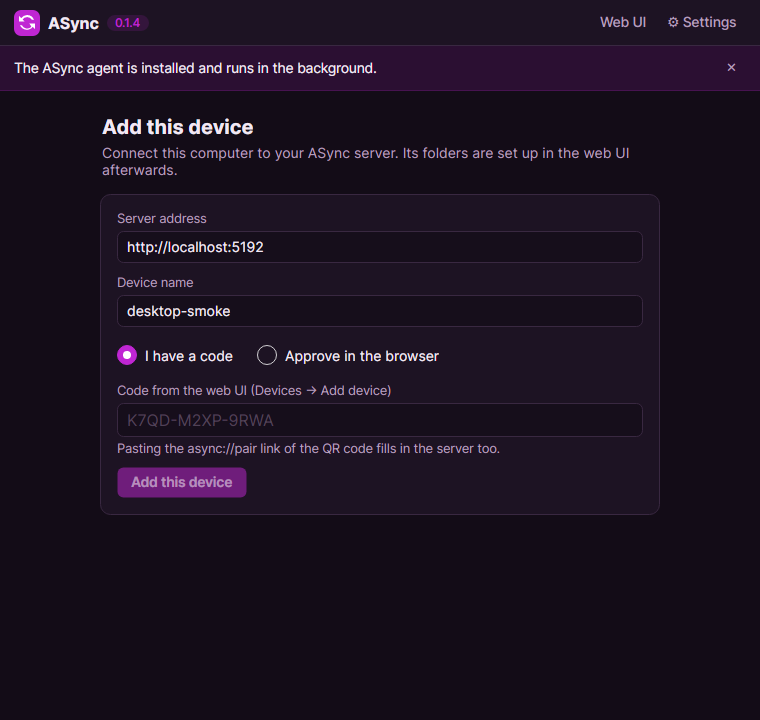 ASync 0.1.4 Web UI ⚙ Settings
The ASync agent is installed and runs in the background. ✕
Add this device
Connect this computer to your ASync server. Its folders are set up in the web UI
afterwards.
Server address
http://localhost:5192
Device name
desktop-smoke
I have a code Approve in the browser
Code from the web UI (Devices → Add device)
K7QD-M2XP-9RWA
Pasting the async://pair link of the QR code fills in the server too.
Add this device